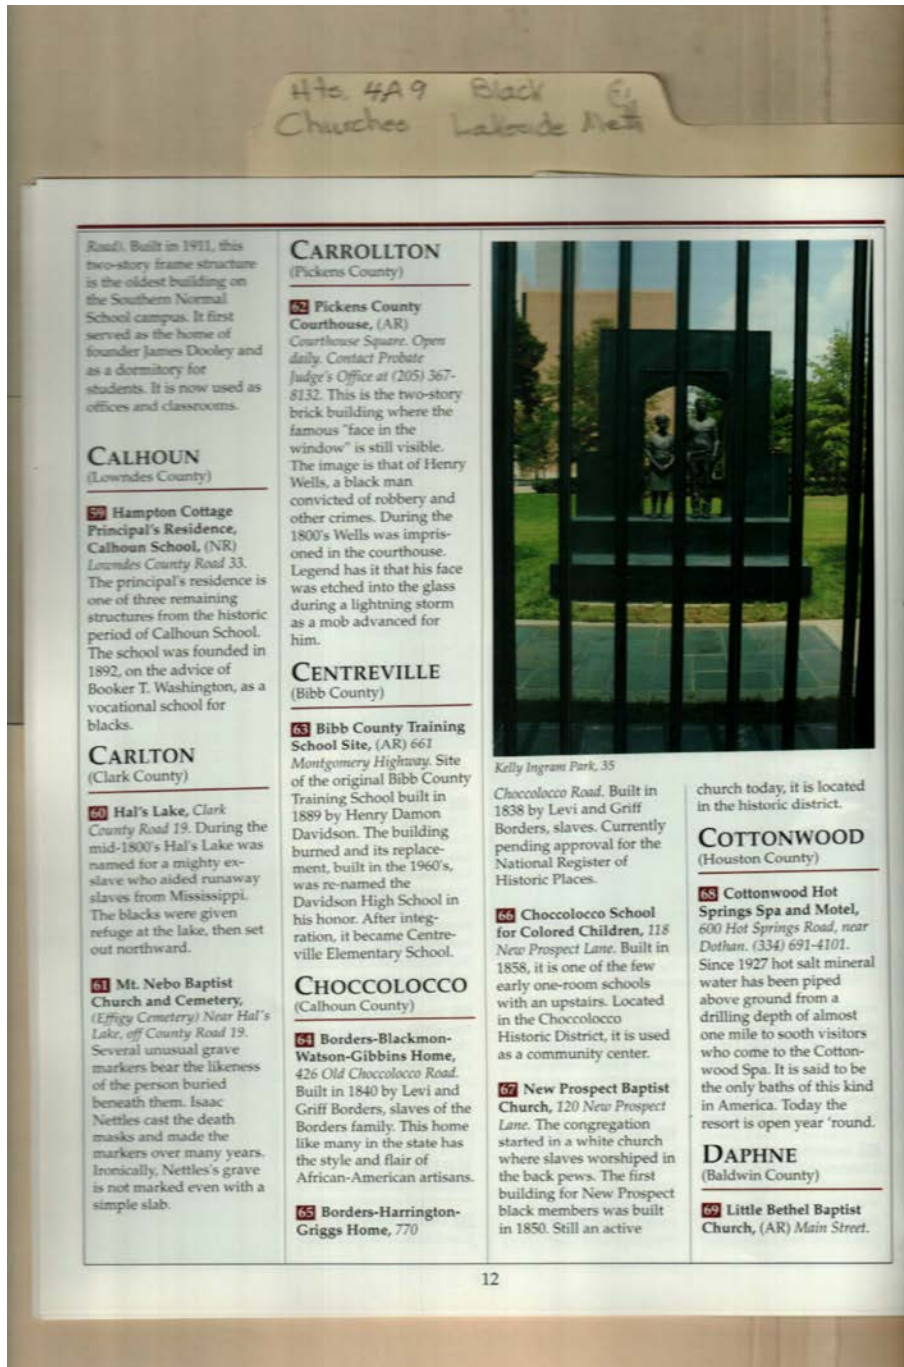 Hts. 4A9 Black
Churches Lakeside Meth
Road). Built in 1911, this
two-story frame structure
is the oldest building on
the Southern Normal
School campus. It first
served as the home of
founder James Dooley and
as a dormitory for
students. It is now used as
offices and classrooms.
CALHOUN
(Lowndes County)
59 Hampton Cottage
Principal's Residence,
Calhoun School, (NR)
Lowndes County Road 33.
The principal's residence is
one of three remaining
structures from the historic
period of Calhoun School.
The school was founded in
1892, on the advice of
Booker T. Washington, as a
vocational school for
blacks.
CARLTON
(Clark County)
60 Hal's Lake, Clark
County Road 19. During the
mid-1800's Hal's Lake was
named for a mighty ex-
slave who aided runaway
slaves from Mississippi.
The blacks were given
refuge at the lake, then set
out northward.
61 Mt. Nebo Baptist
Church and Cemetery,
(Effigy Cemetery) Near Hal's
Lake, off County Road 19.
Several unusual grave
markers bear the likeness
of the person buried
beneath them. Isaac
Nettles cast the death
masks and made the
markers over many years.
Ironically, Nettles's grave
is not marked even with a
simple slab.
CARROLLTON
(Pickens County)
62 Pickens County
Courthouse, (AR)
Courthouse Square. Open
daily. Contact Probate
Judge's Office at (205) 367-
8132. This is the two-story
brick building where the
famous "face in the
window" is still visible.
The image is that of Henry
Wells, a black man
convicted of robbery and
other crimes. During the
1800's Wells was impris-
oned in the courthouse.
Legend has it that his face
was etched into the glass
during a lightning storm
as a mob advanced for
him.
CENTREVILLE
(Bibb County)
63 Bibb County Training
School Site, (AR) 661
Montgomery Highway. Site
of the original Bibb County
Training School built in
1889 by Henry Damon
Davidson. The building
burned and its replace-
ment, built in the 1960's,
was re-named the
Davidson High School in
his honor. After integ-
ration, it became Centre-
ville Elementary School.
CHOCCOLOCCO
(Calhoun County)
64 Borders-Blackmon-
Watson-Gibbins Home,
426 Old Choccolocco Road.
Built in 1840 by Levi and
Griff Borders, slaves of the
Borders family. This home
like many in the state has
the style and flair of
African-American artisans.
65 Borders-Harrington-
Griggs Home, 770
Kelly Ingram Park, 35
Choccolocco Road. Built in
1838 by Levi and Griff
Borders, slaves. Currently
pending approval for the
National Register of
Historic Places.
66 Choccolocco School
for Colored Children, 118
New Prospect Lane. Built in
1858, it is one of the few
early one-room schools
with an upstairs. Located
in the Choccolocco
Historic District, it is used
as a community center.
67 New Prospect Baptist
Church, 120 New Prospect
Lane. The congregation
started in a white church
where slaves worshiped in
the back pews. The first
building for New Prospect
black members was built
in 1850. Still an active
church today, it is located
in the historic district.
COTTONWOOD
(Houston County)
68 Cottonwood Hot
Springs Spa and Motel,
600 Hot Springs Road, near
Dothan. (334) 691-4101.
Since 1927 hot salt mineral
water has been piped
above ground from a
drilling depth of almost
one mile to sooth visitors
who come to the Cotton-
wood Spa. It is said to be
the only baths of this kind
in America. Today the
resort is open year 'round.
DAPHNE
(Baldwin County)
69 Little Bethel Baptist
Church, (AR) Main Street.
12